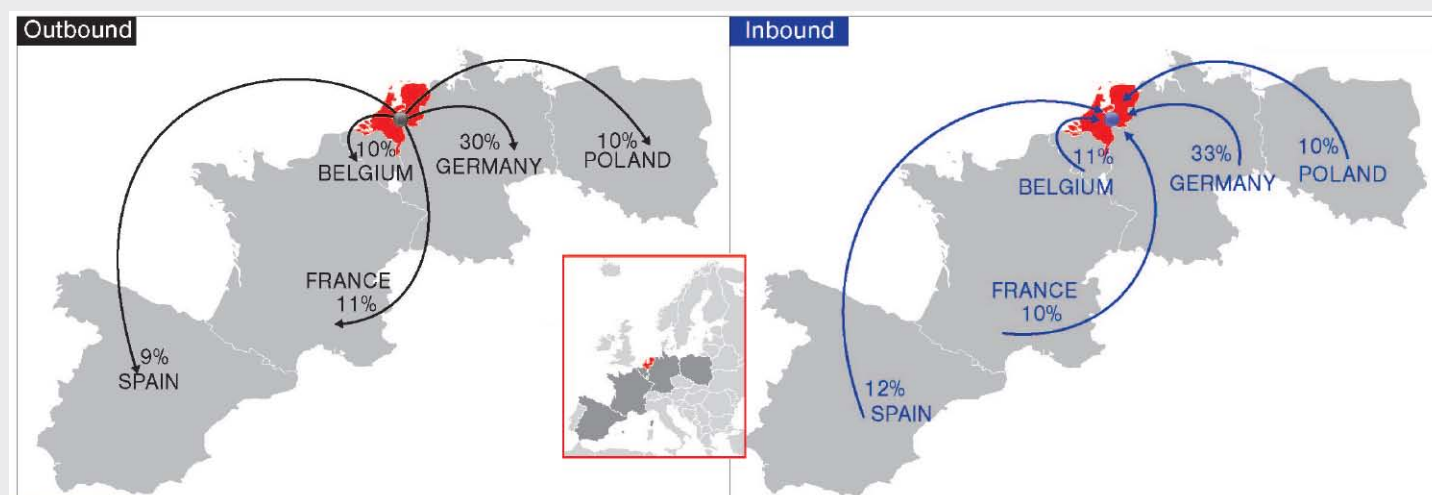 Outbound
10%
BELGIUM
30%
GERMANY
10%
POLAND
FRANCE
11%
9%
SPAIN
Inbound
11%
BELGIUM
33%
GERMANY
10%
POLAND
FRANCE
10%
12%
SPAIN